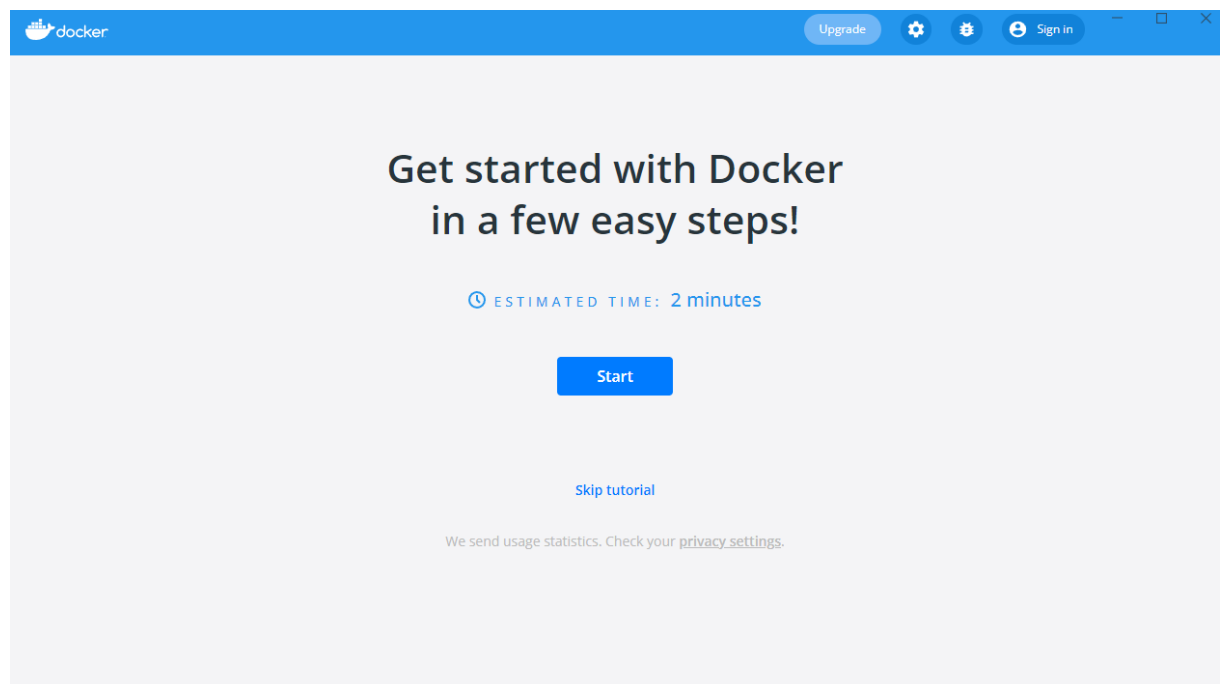 docker
Upgrade
Sign in
Get started with Docker
in a few easy steps!
ESTIMATED TIME: 2 minutes
Start
Skip tutorial
We send usage statistics. Check your privacy settings.